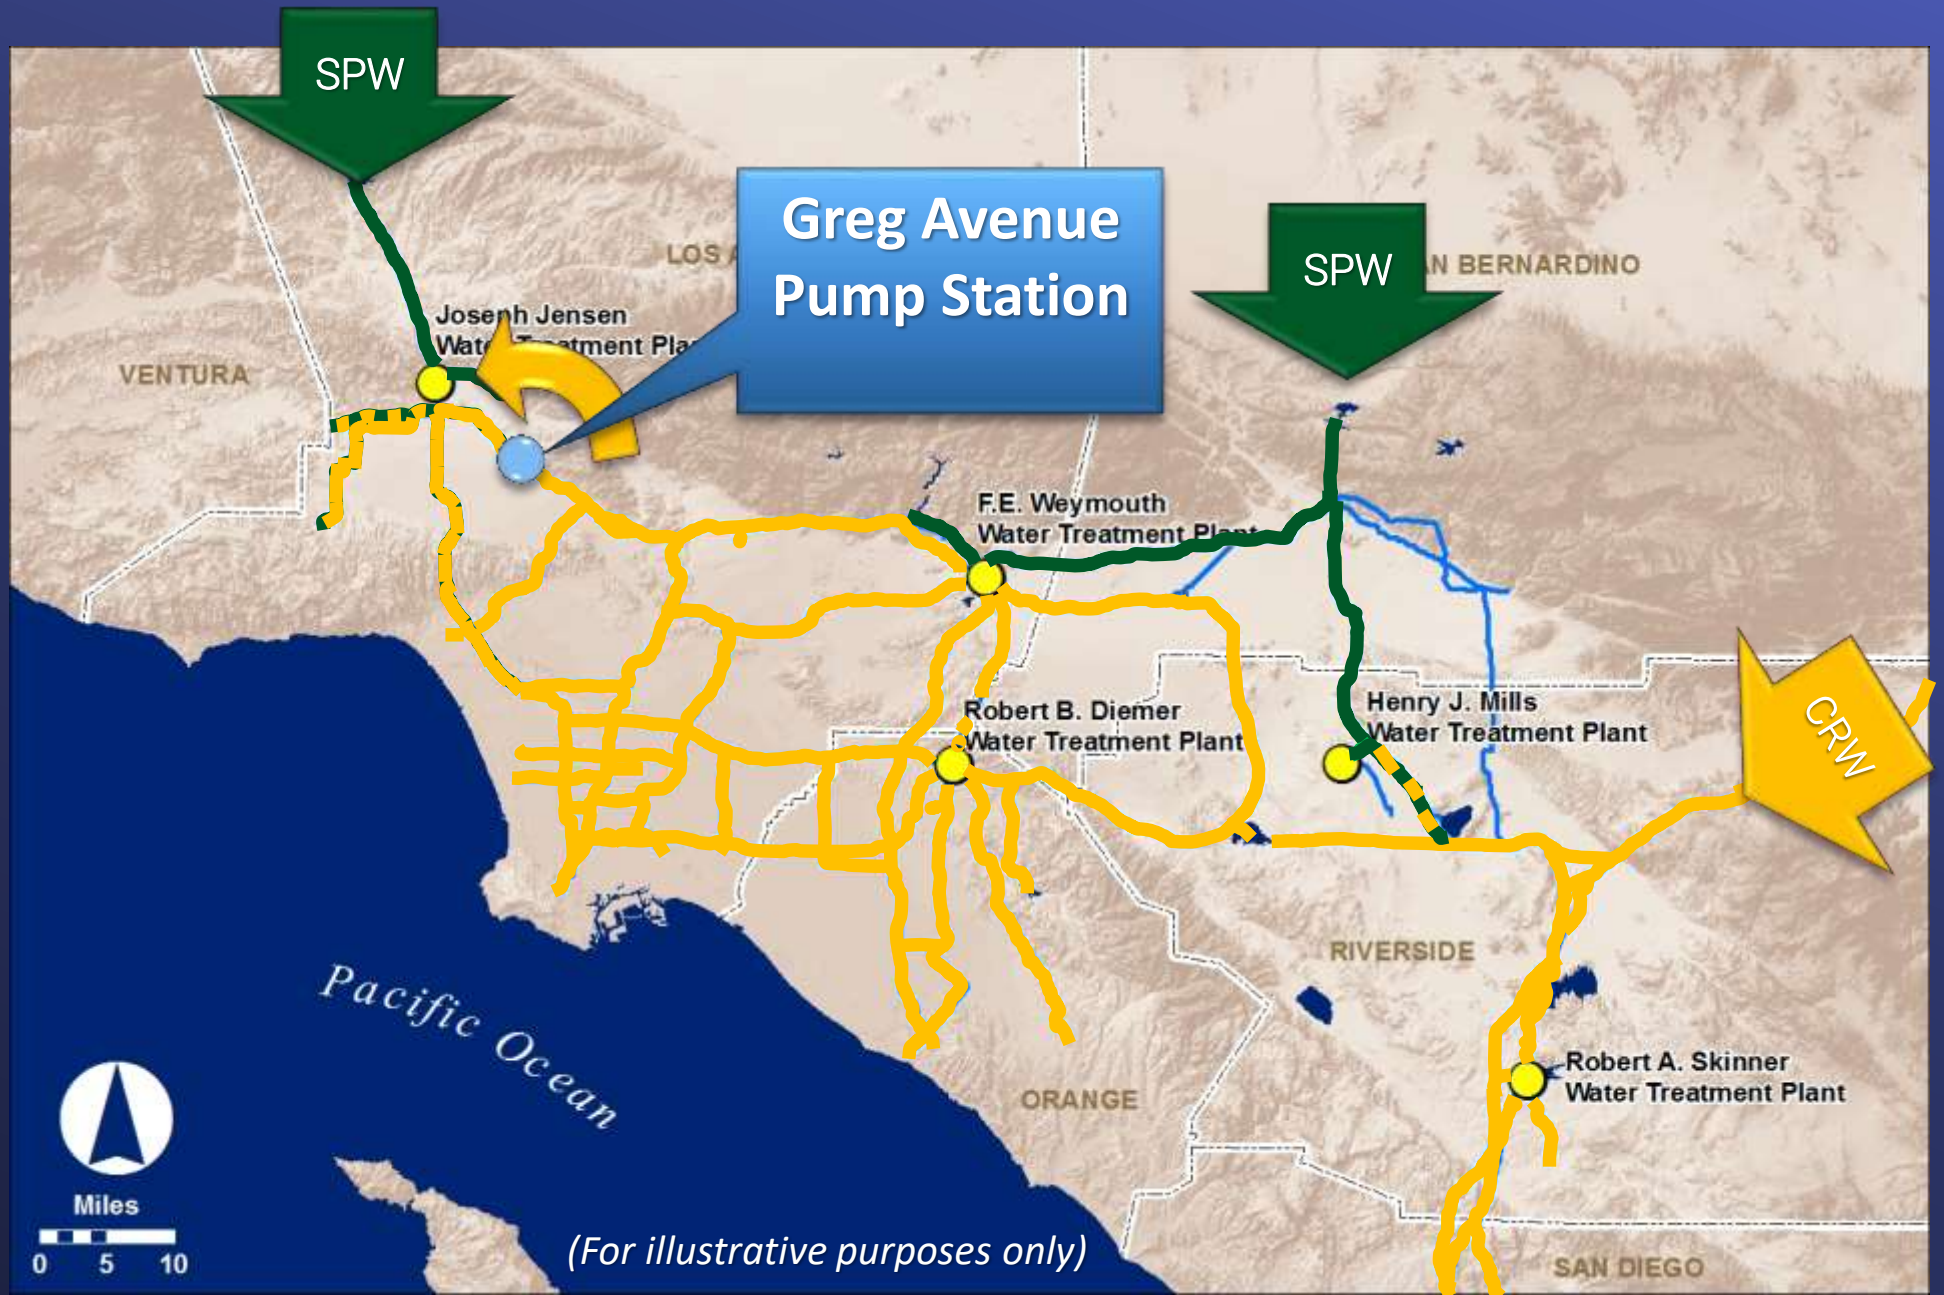 SPW
Greg Avenue
Pump Station
SPW
LOS A
AN BERNARDINO
Joseph Jensen
Water Treatment Pla
VENTURA
F.E. Weymouth
Water Treatment Plant
Robert B. Diemer
Water Treatment Plant
Henry J. Mills
Water Treatment Plant
CRW
RIVERSIDE
Pacific Ocean
Robert A. Skinner
Water Treatment Plant
ORANGE
Miles
0 5 10
(For illustrative purposes only)
SAN DIEGO